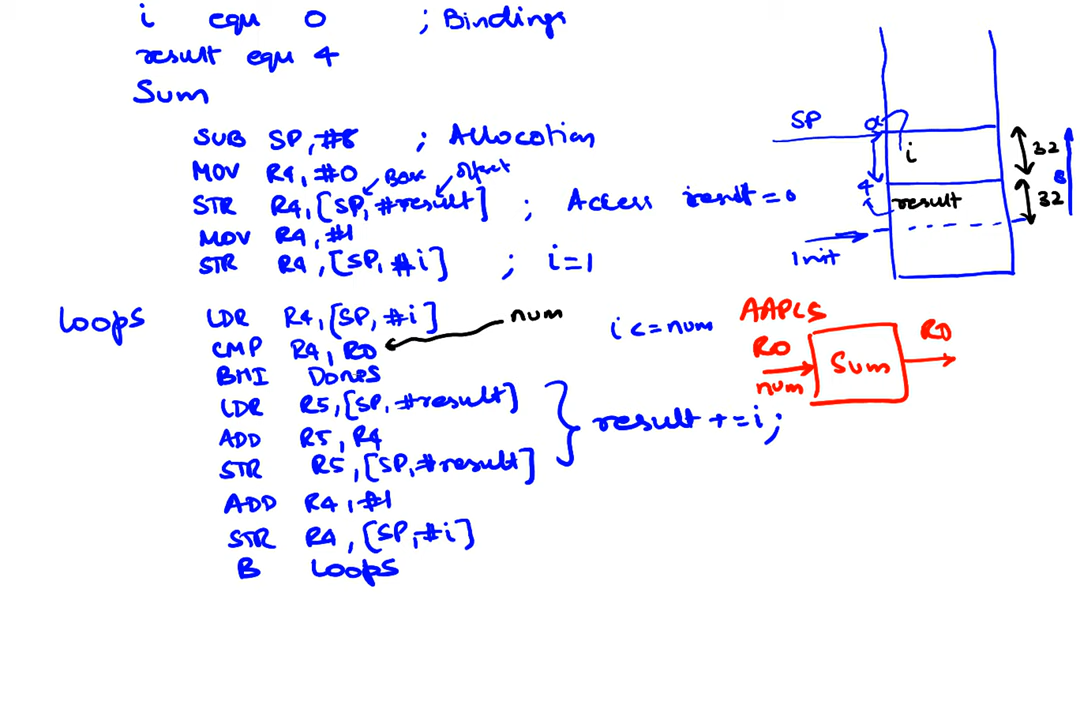 i equ 0 ; Bindings
result equ 4
Sum
SUB SP, #8 ; Allocation
MOV R4, #0 Base offset
STR R4, [SP, #result] ; Access result = 0
MOV R4, #1
STR R4, [SP, #i] ; i=1
loops LDR R4, [SP, #i] num
CMP R4, R0 i <= num
BMI Dones
LDR R5, [SP, #result]
ADD R5, R4 result += i;
STR R5, [SP, #result]
ADD R4, #1
STR R4, [SP, #i]
B loops
SP 0
i 32
4 8
result 32
Init
AAPCS
R0 Sum R0
num